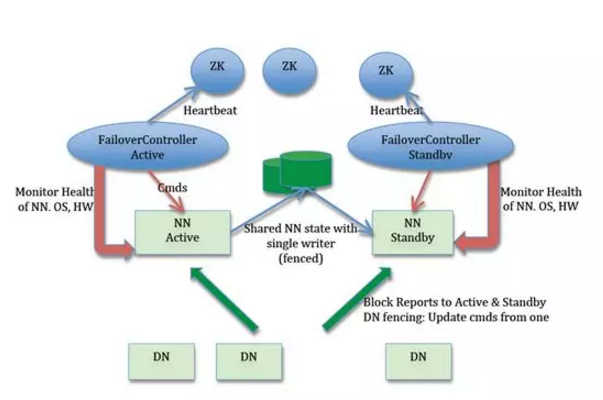 ZK
ZK
ZK
Heartbeat
Heartbeat
FailoverController
Active
FailoverController
Standby
Cmds
Monitor Health
of NN. OS, HW
Monitor Health
of NN. OS, HW
NN
Active
Shared NN state with
single writer
(fenced)
NN
Standby
Block Reports to Active & Standby
DN fencing: Update cmds from one
DN
DN
DN